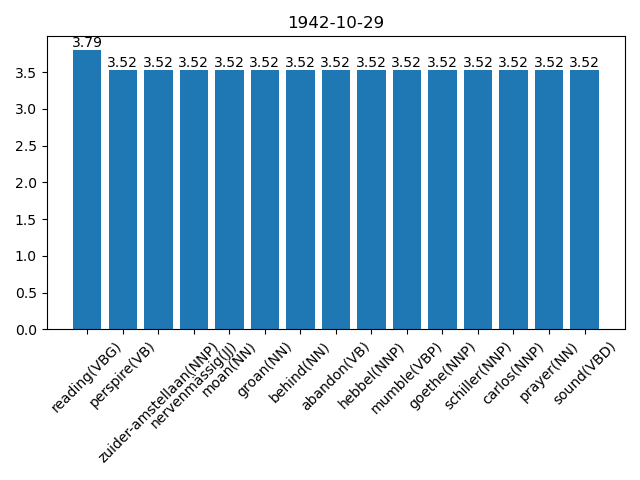 1942-10-29
3.79 3.52 3.52 3.52 3.52 3.52 3.52 3.52 3.52 3.52 3.52 3.52 3.52 3.52 3.52
3.5
3.0
2.5
2.0
1.5
1.0
0.5
0.0
reading(VBG)
perspire(VB)
zuider-amstellaan(NNP)
nervenmässig(JJ)
moan(NN)
groan(NN)
behind(NN)
abandon(VB)
hebbel(NNP)
mumble(VBP)
goethe(NNP)
schiller(NNP)
carlos(NNP)
prayer(NN)
sound(VBD)